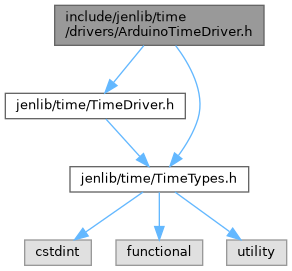 include/jenlib/time
/drivers/ArduinoTimeDriver.h
jenlib/time/TimeDriver.h
jenlib/time/TimeTypes.h
cstdint
functional
utility